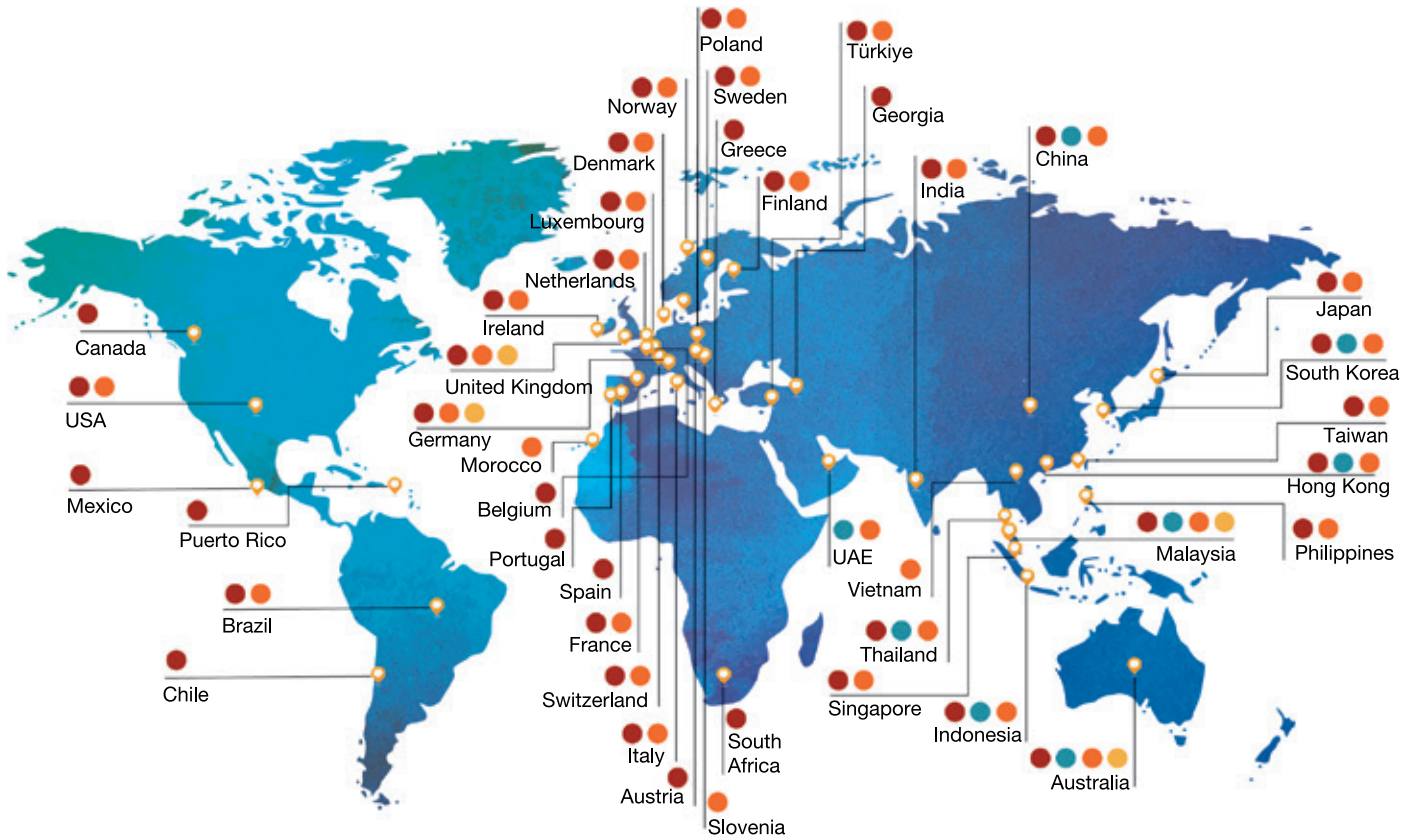 Poland
Türkiye
Norway
Sweden
Georgia
Denmark
Greece
China
Luxembourg
Finland
India
Netherlands
Ireland
Japan
Canada
United Kingdom
South Korea
USA
Germany
Taiwan
Morocco
Mexico
Belgium
Hong Kong
Puerto Rico
Portugal
UAE
Malaysia
Philippines
Spain
Vietnam
Brazil
France
Thailand
Chile
Switzerland
Singapore
Italy
South
Africa
Indonesia
Austria
Australia
Slovenia